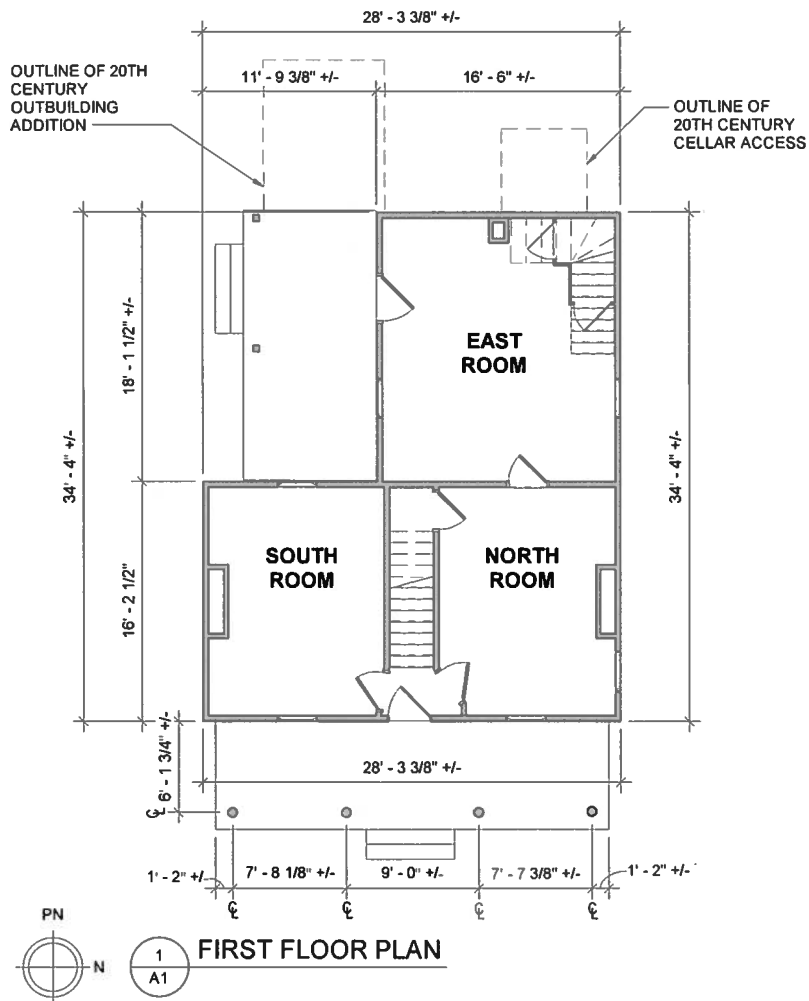 28' - 3 3/8" +/-
OUTLINE OF 20TH
CENTURY
OUTBUILDING
ADDITION
11' - 9 3/8" +/-
16' - 6" +/-
OUTLINE OF
20TH CENTURY
CELLAR ACCESS
18' - 1 1/2" +/-
34' - 4" +/-
34' - 4" +/-
EAST
ROOM
SOUTH
ROOM
NORTH
ROOM
16' - 2 1/2"
6' - 1 3/4" +/-
28' - 3 3/8" +/-
℄
1' - 2" +/-
7' - 8 1/8" +/-
9' - 0" +/-
7' - 7 3/8" +/-
1' - 2" +/-
℄ ℄ ℄ ℄
PN
N
1
A1
FIRST FLOOR PLAN